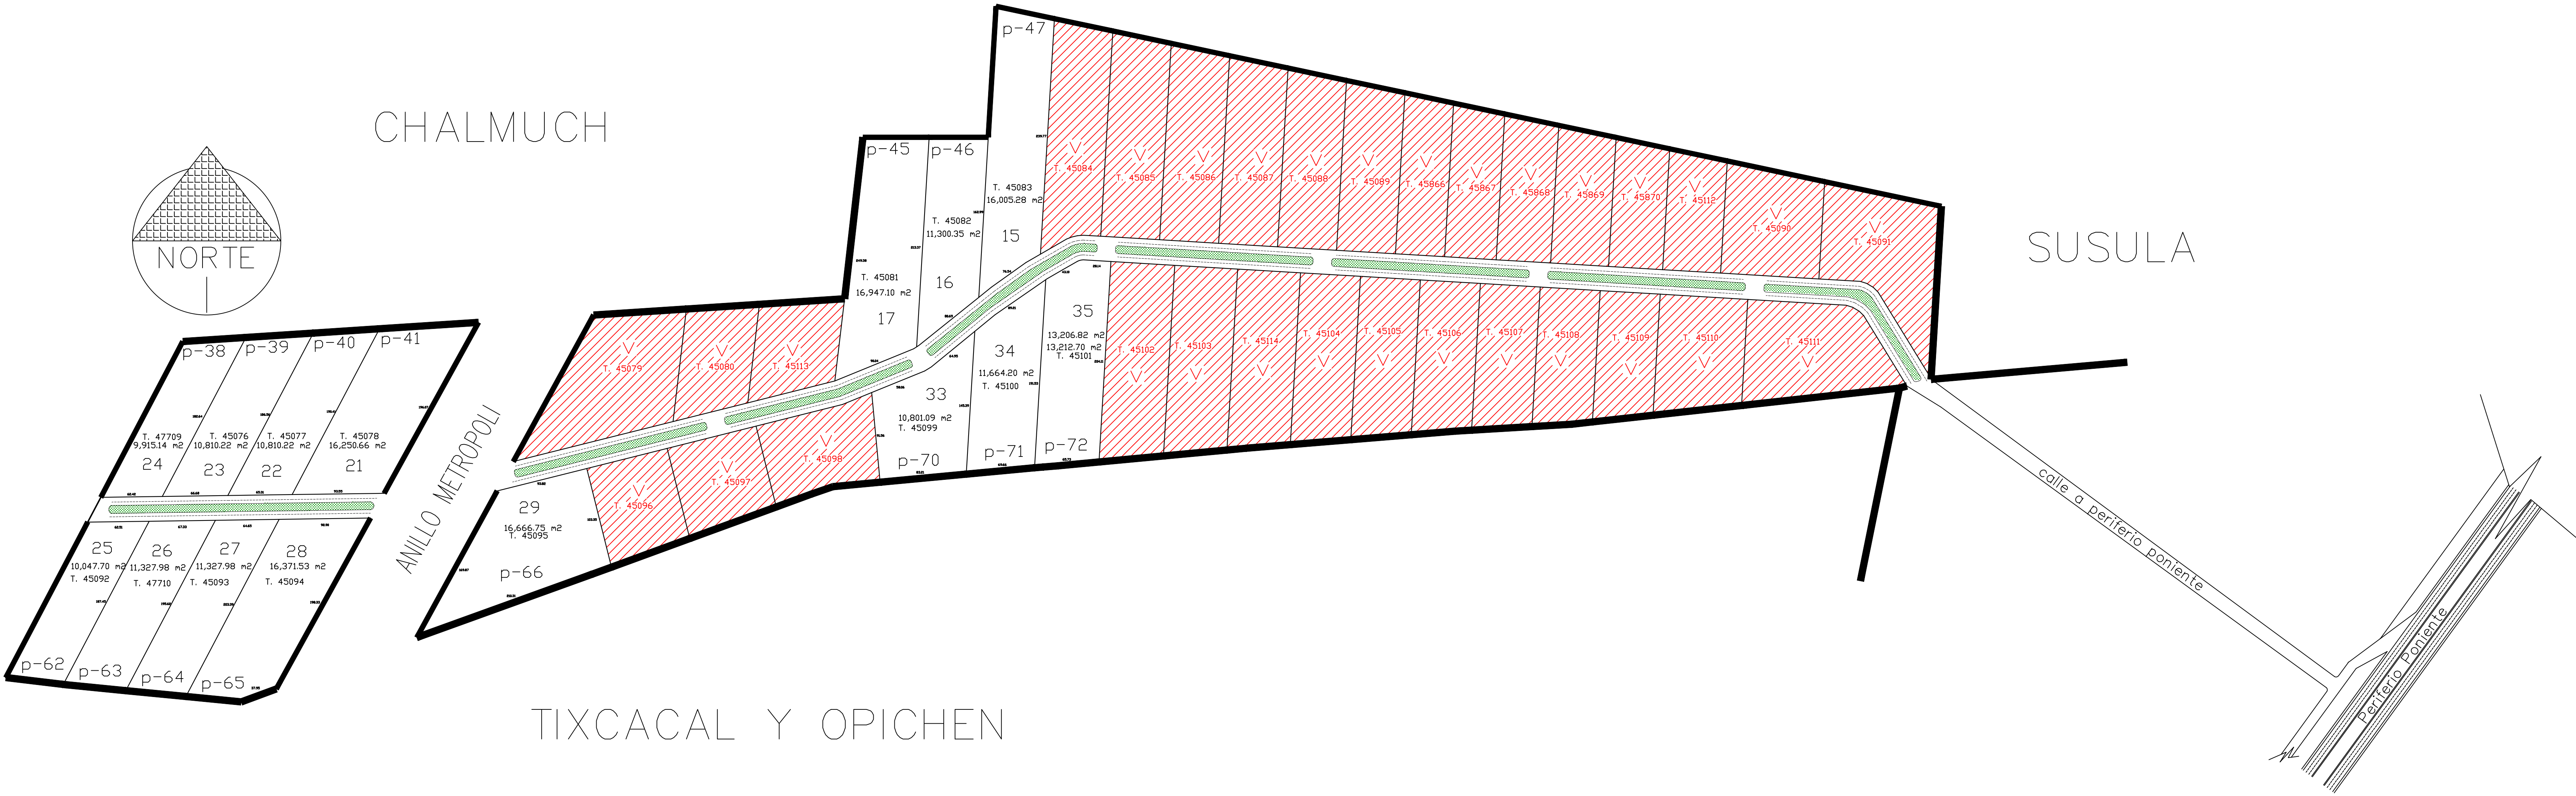 p-47
CHALMUCH
p-45
p-46
V
T. 45084
V
T. 45085
V
T. 45086
V
T. 45087
V
T. 45088
V
T. 45089
V
T. 45866
V
T. 45867
V
T. 45868
V
T. 45869
V
T. 45870
V
T. 45112
V
T. 45090
V
T. 45091
T. 45083
16,005.28 m2
15
T. 45082
11,300.35 m2
16
T. 45081
16,947.10 m2
17
NORTE
SUSULA
V
T. 45079
V
T. 45080
V
T. 45113
35
13,206.82 m2
13,212.70 m2
T. 45101
34
11,664.20 m2
T. 45100
33
10,801.09 m2
T. 45099
p-70
p-71
p-72
T. 45102
V
T. 45103
V
T. 45114
V
T. 45104
V
T. 45105
V
T. 45106
V
T. 45107
V
T. 45108
V
T. 45109
V
T. 45110
V
T. 45111
V
p-38
p-39
p-40
p-41
T. 47709
9,915.14 m2
24
T. 45076
10,810.22 m2
23
T. 45077
10,810.22 m2
22
T. 45078
16,250.66 m2
21
ANILLO METROPOLI
V
T. 45098
V
T. 45097
V
T. 45096
29
16,666.75 m2
T. 45095
p-66
25
10,047.70 m2
T. 45092
26
11,327.98 m2
T. 47710
27
11,327.98 m2
T. 45093
28
16,371.53 m2
T. 45094
p-62
p-63
p-64
p-65
calle a periferio poniente
Periferio Poniente
TIXCACAL Y OPICHEN